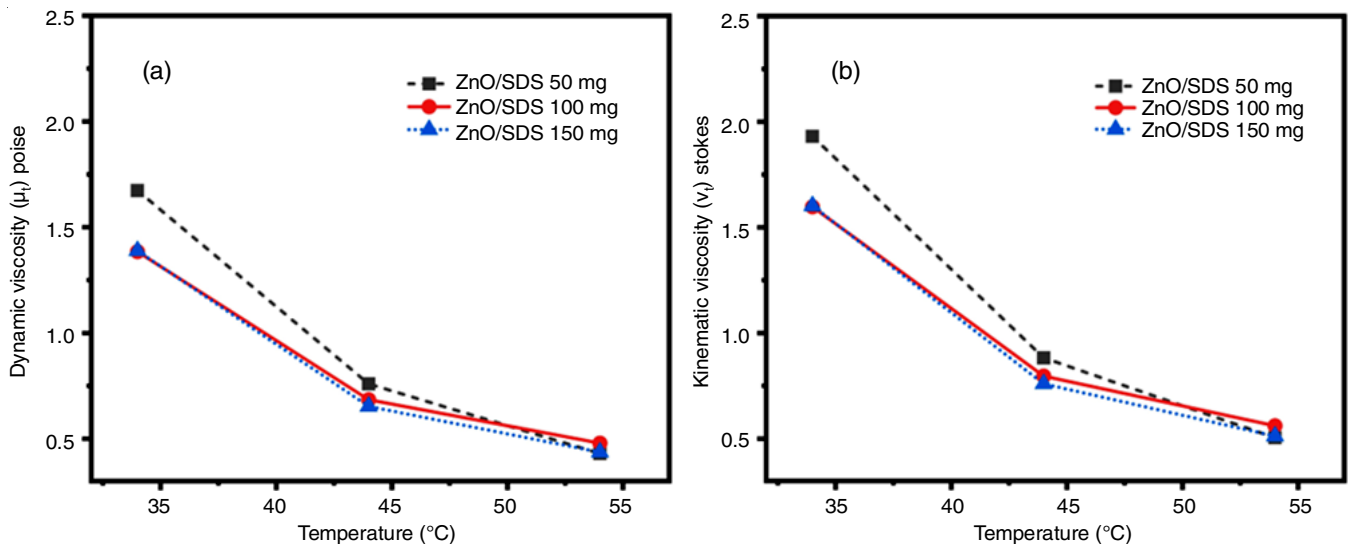 (a)
ZnO/SDS 50 mg
ZnO/SDS 100 mg
ZnO/SDS 150 mg
Dynamic viscosity (μt) poise
2.5
2.0
1.5
1.0
0.5
35 40 45 50 55
Temperature (°C)
(b)
ZnO/SDS 50 mg
ZnO/SDS 100 mg
ZnO/SDS 150 mg
Kinematic viscosity (νt) stokes
2.5
2.0
1.5
1.0
0.5
35 40 45 50 55
Temperature (°C)